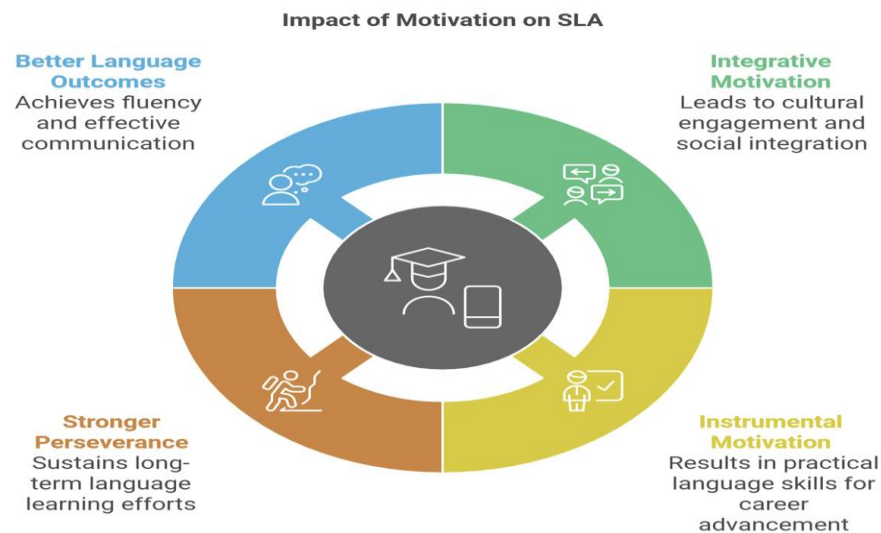 Impact of Motivation on SLA
Better Language
Outcomes
Achieves fluency
and effective
communication
Integrative
Motivation
Leads to cultural
engagement and
social integration
Stronger
Perseverance
Sustains long-
term language
learning efforts
Instrumental
Motivation
Results in practical
language skills for
career
advancement